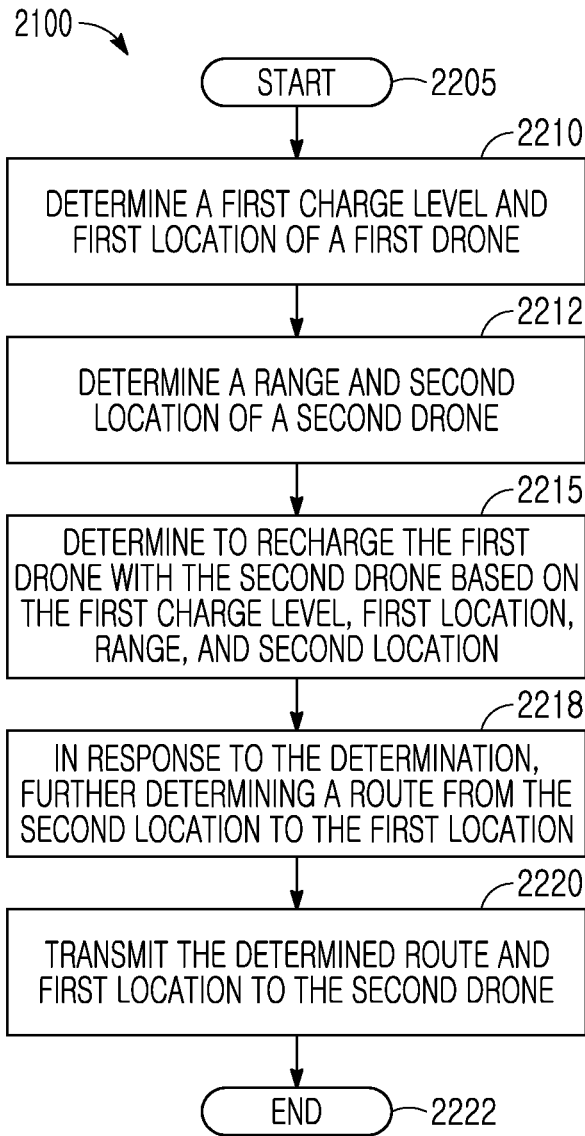 2100
START
2205
2210
DETERMINE A FIRST CHARGE LEVEL AND
FIRST LOCATION OF A FIRST DRONE
2212
DETERMINE A RANGE AND SECOND
LOCATION OF A SECOND DRONE
2215
DETERMINE TO RECHARGE THE FIRST
DRONE WITH THE SECOND DRONE BASED ON
THE FIRST CHARGE LEVEL, FIRST LOCATION,
RANGE, AND SECOND LOCATION
2218
IN RESPONSE TO THE DETERMINATION,
FURTHER DETERMINING A ROUTE FROM THE
SECOND LOCATION TO THE FIRST LOCATION
2220
TRANSMIT THE DETERMINED ROUTE AND
FIRST LOCATION TO THE SECOND DRONE
END
2222